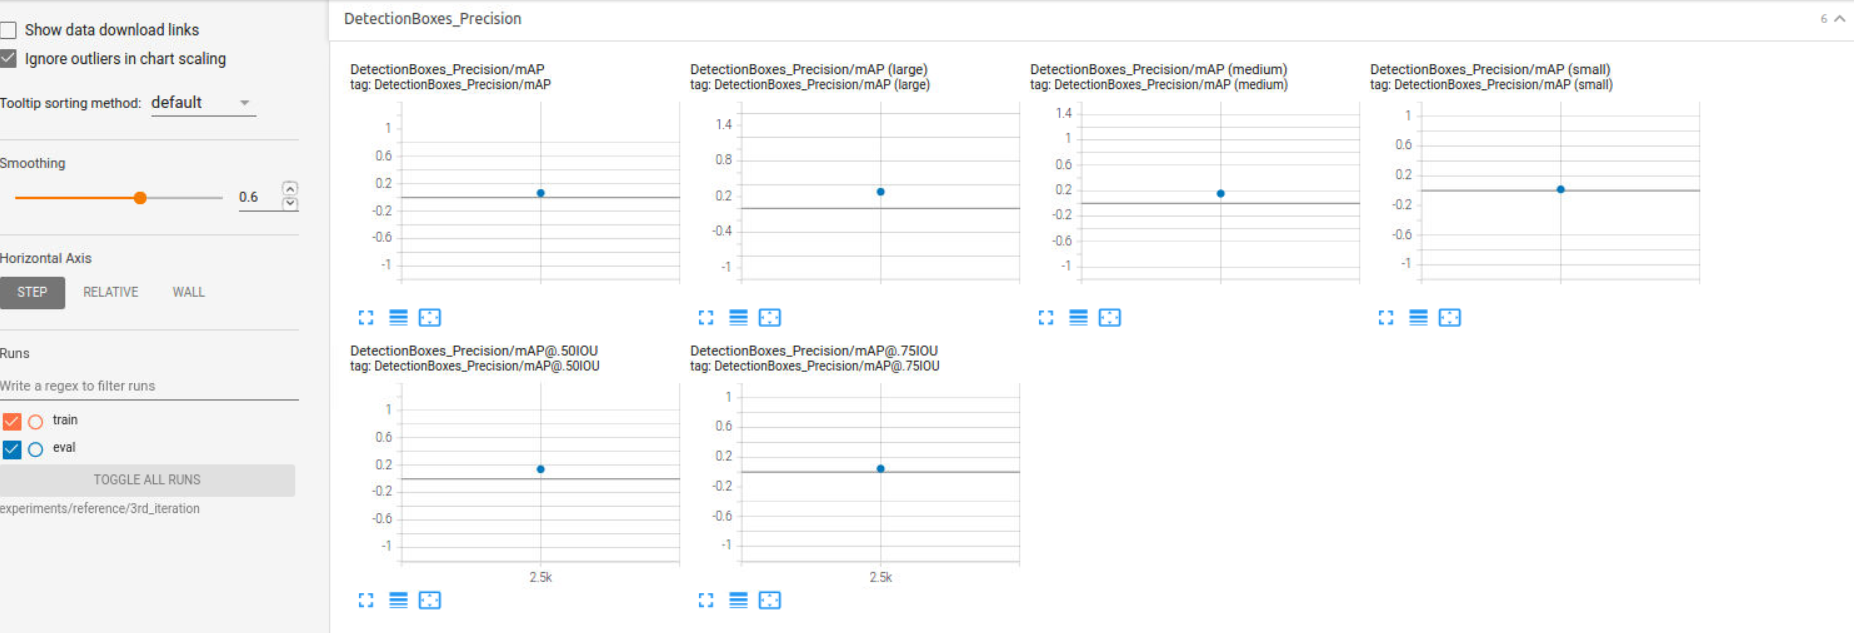 Show data download links
Ignore outliers in chart scaling
Tooltip sorting method: default
Smoothing
0.6
Horizontal Axis
STEP RELATIVE WALL
Runs
Write a regex to filter runs
train
eval
TOGGLE ALL RUNS
experiments/reference/3rd_iteration
DetectionBoxes_Precision
6
DetectionBoxes_Precision/mAP
tag: DetectionBoxes_Precision/mAP
1
0.6
0.2
-0.2
-0.6
-1
DetectionBoxes_Precision/mAP (large)
tag: DetectionBoxes_Precision/mAP (large)
1.4
0.8
0.2
-0.4
-1
DetectionBoxes_Precision/mAP (medium)
tag: DetectionBoxes_Precision/mAP (medium)
1.4
1
0.6
0.2
-0.2
-0.6
-1
DetectionBoxes_Precision/mAP (small)
tag: DetectionBoxes_Precision/mAP (small)
1
0.6
0.2
-0.2
-0.6
-1
DetectionBoxes_Precision/mAP@.50IOU
tag: DetectionBoxes_Precision/mAP@.50IOU
1
0.6
0.2
-0.2
-0.6
-1
2.5k
DetectionBoxes_Precision/mAP@.75IOU
tag: DetectionBoxes_Precision/mAP@.75IOU
1
0.6
0.2
-0.2
-0.6
-1
2.5k